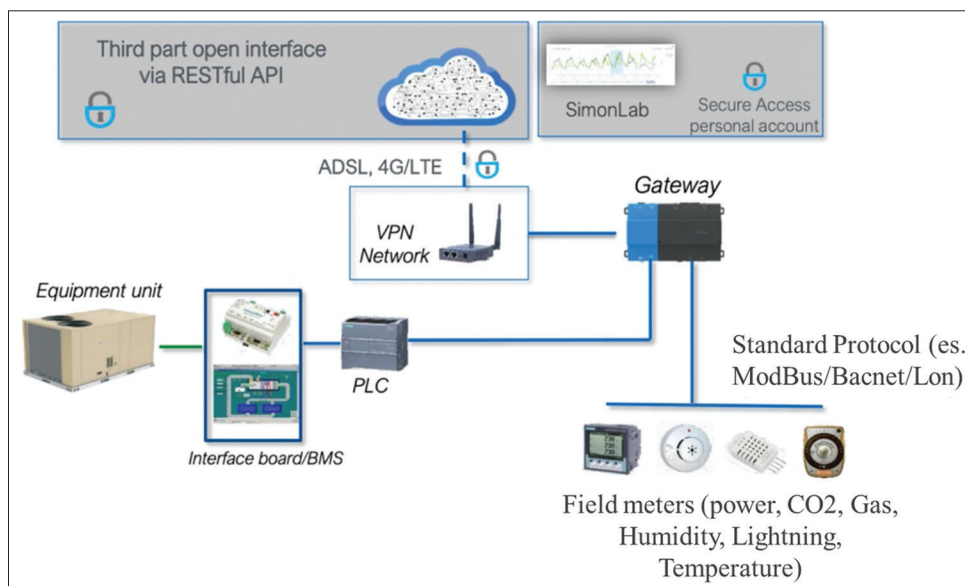 Third part open interface
via RESTful API
SimonLab
Secure Access
personal account
ADSL, 4G/LTE
Gateway
VPN
Network
Equipment unit
PLC
Interface board/BMS
Standard Protocol (es.
ModBus/Bacnet/Lon)
Field meters (power, CO2, Gas,
Humidity, Lightning,
Temperature)